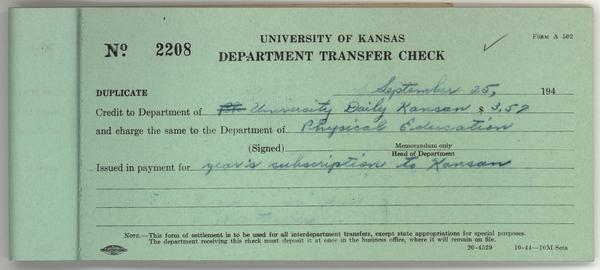 UNIVERSITY OF KANSAS
FORM A 502
No. 2208
DEPARTMENT TRANSFER CHECK
DUPLICATE
September 25, 194
Credit to Department of University Daily Kansan $ 3.57
and charge the same to the Department of Physical Education
(Signed) Memorandum only
Head of Department
Issued in payment for year's subscription to Kansan
NOTE.—This form of settlement is to be used for all interdepartment transfers, except state appropriations for special purposes.
The department receiving this check must deposit it at once in the business office, where it will remain on file.
20-4529 10-44—10M Sets